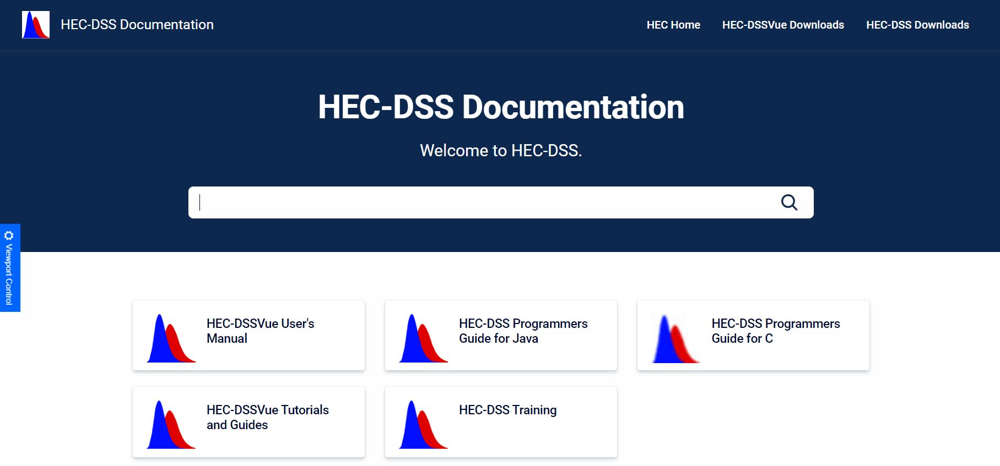 HEC-DSS Documentation
HEC Home
HEC-DSSVue Downloads
HEC-DSS Downloads
HEC-DSS Documentation
Welcome to HEC-DSS.
Viewport Control
HEC-DSSVue User's
Manual
HEC-DSS Programmers
Guide for Java
HEC-DSS Programmers
Guide for C
HEC-DSSVue Tutorials
and Guides
HEC-DSS Training